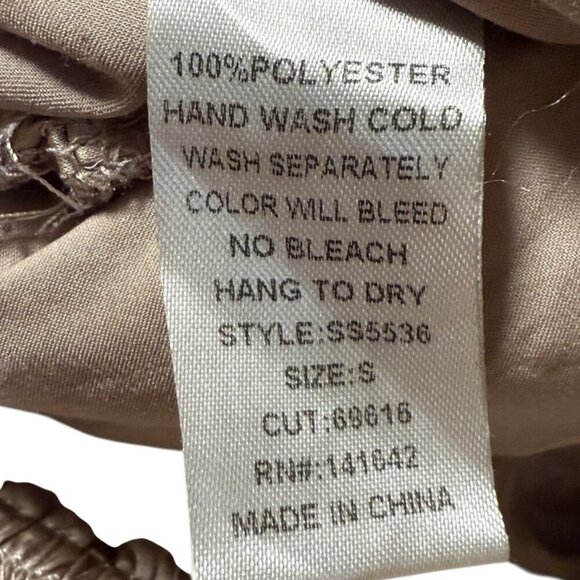 100%POLYESTER
HAND WASH COLD
WASH SEPARATELY
COLOR WILL BLEED
NO BLEACH
HANG TO DRY
STYLE:SS5536
SIZE:S
CUT:69616
RN#:141642
MADE IN CHINA